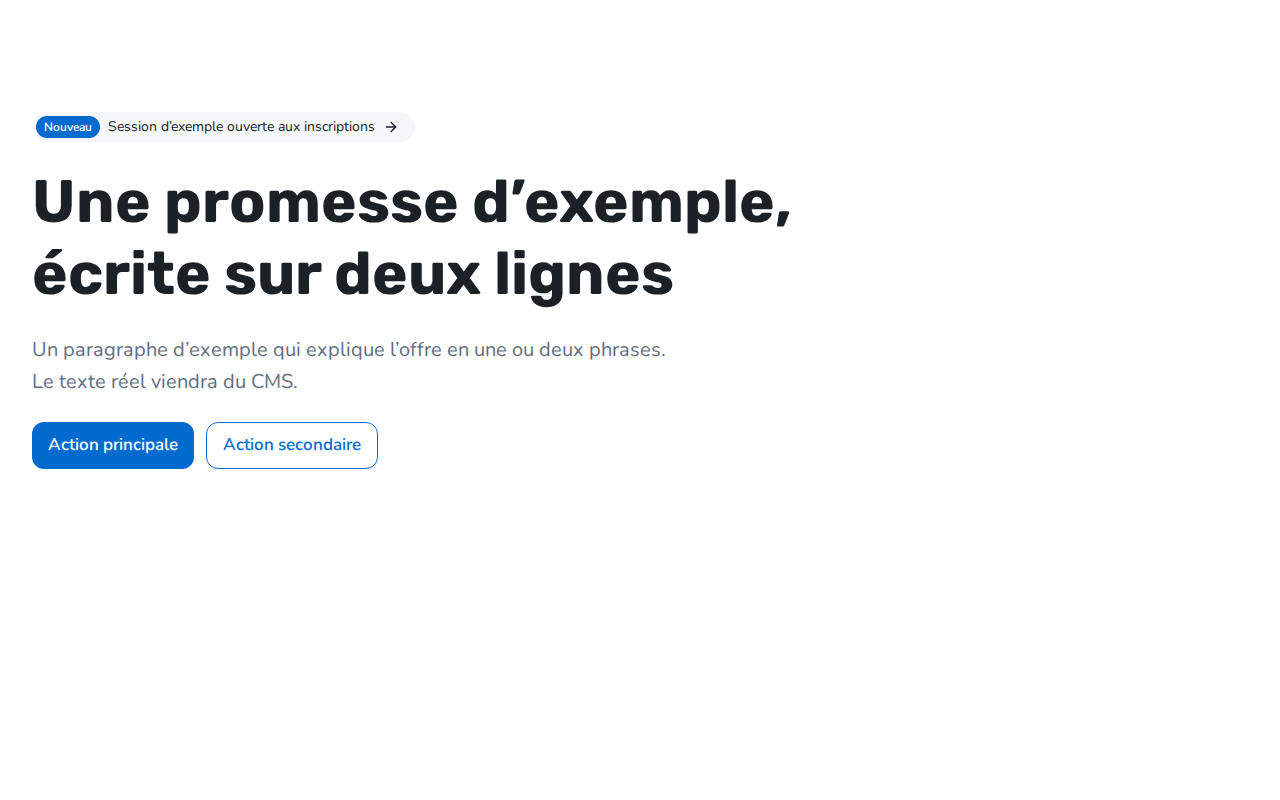 Nouveau Session d’exemple ouverte aux inscriptions →
Une promesse d’exemple,
écrite sur deux lignes
Un paragraphe d’exemple qui explique l’offre en une ou deux phrases.
Le texte réel viendra du CMS.
Action principale Action secondaire